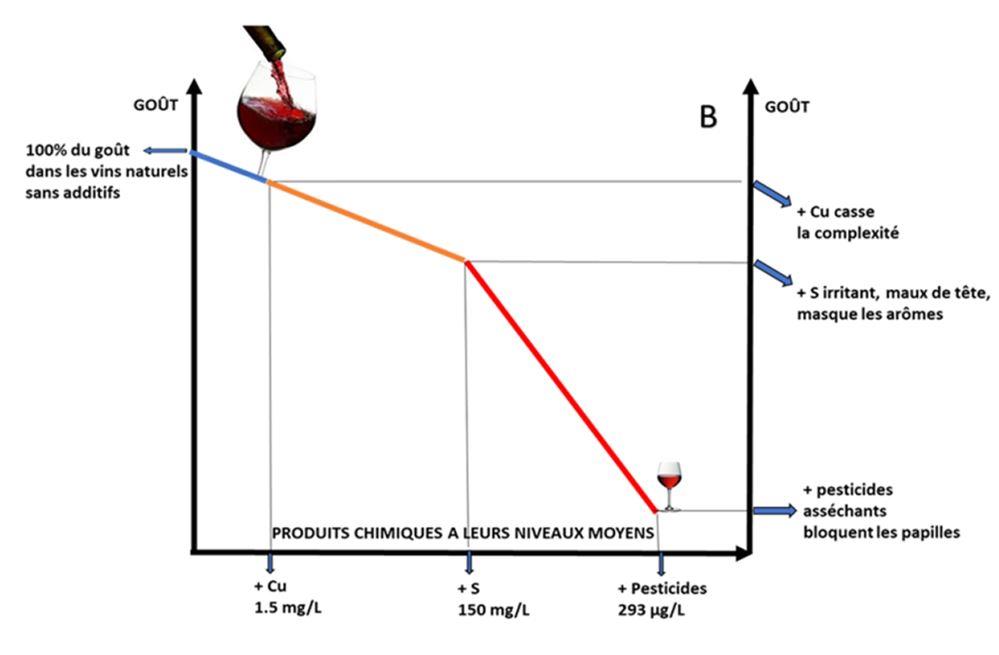 GOÛT
B
GOÛT
100% du goût
dans les vins naturels
sans additifs
+ Cu casse
la complexité
+ S irritant, maux de tête,
masque les arômes
+ pesticides
asséchants
bloquent les papilles
PRODUITS CHIMIQUES A LEURS NIVEAUX MOYENS
+ Cu
1.5 mg/L
+ S
150 mg/L
+ Pesticides
293 µg/L